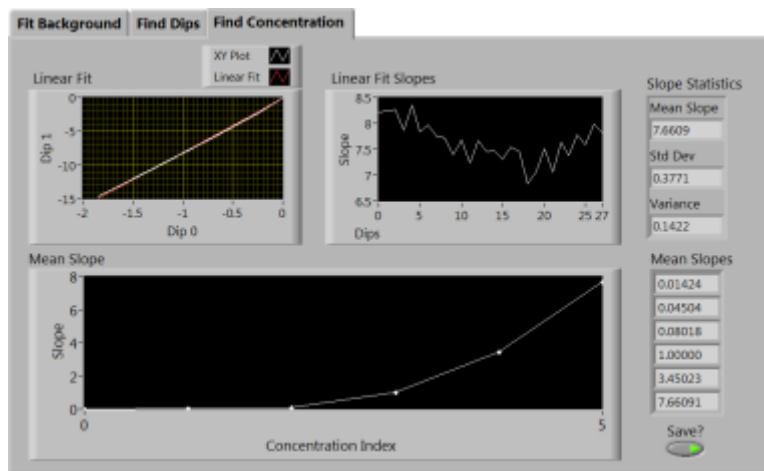 Fit Background Find Dips Find Concentration
XY Plot
Linear Fit
Linear Fit
Dip 1
0
-5
-10
-15
-2 -1.5 -1 -0.5 0
Dip 0
Linear Fit Slopes
Slope
8.5
8
7.5
7
6.5
0 5 10 15 20 25 27
Dips
Slope Statistics
Mean Slope
7.6609
Std Dev
0.3771
Variance
0.1422
Mean Slope
Slope
8
6
4
2
0
0 5
Concentration Index
Mean Slopes
0.01424
0.04504
0.08018
1.00000
3.45023
7.66091
Save?